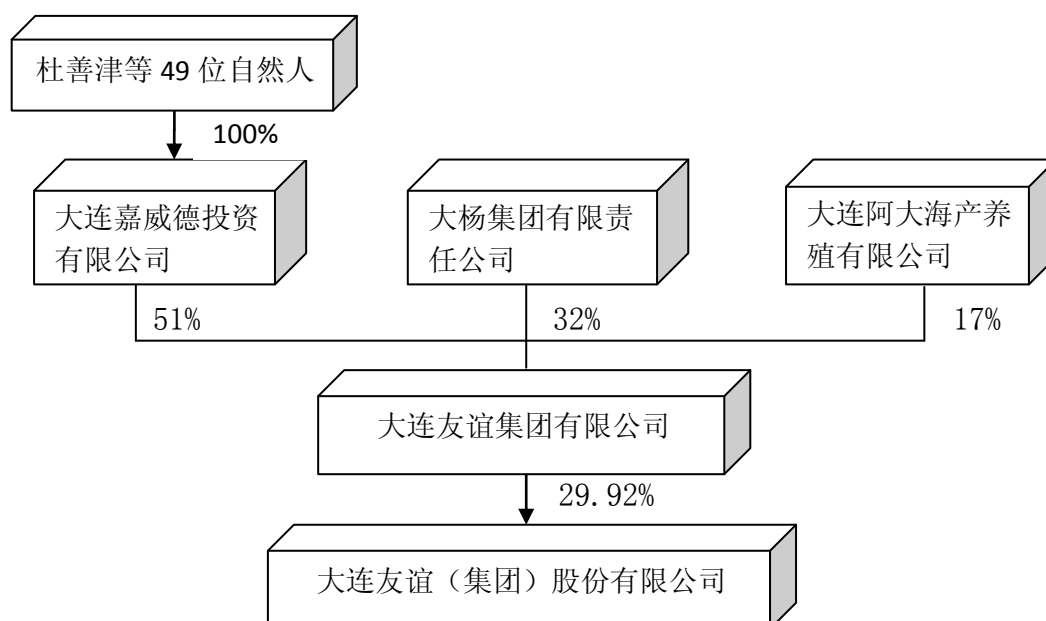 杜善津等 49 位自然人
100%
大连嘉威德投资
有限公司
大杨集团有限责
任公司
大连阿大海产养
殖有限公司
51%
32%
17%
大连友谊集团有限公司
29.92%
大连友谊（集团）股份有限公司